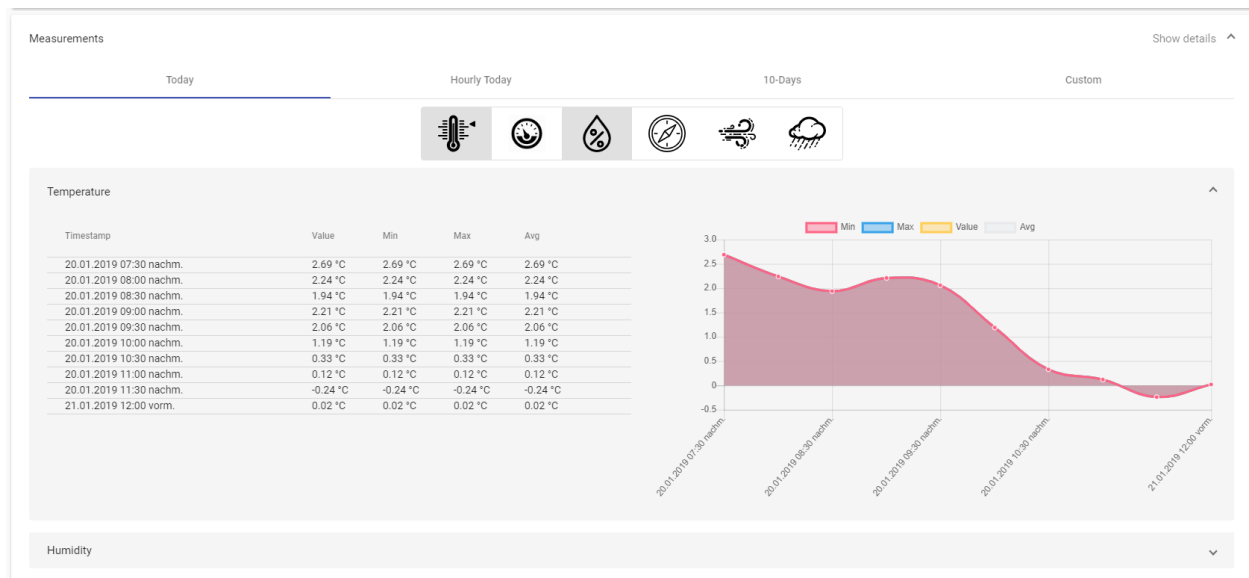 Measurements Show details
Today Hourly Today 10-Days Custom
Temperature
Timestamp Value Min Max Avg
20.01.2019 07:30 nachm. 2.69 °C 2.69 °C 2.69 °C 2.69 °C
20.01.2019 08:00 nachm. 2.24 °C 2.24 °C 2.24 °C 2.24 °C
20.01.2019 08:30 nachm. 1.94 °C 1.94 °C 1.94 °C 1.94 °C
20.01.2019 09:00 nachm. 2.21 °C 2.21 °C 2.21 °C 2.21 °C
20.01.2019 09:30 nachm. 2.06 °C 2.06 °C 2.06 °C 2.06 °C
20.01.2019 10:00 nachm. 1.19 °C 1.19 °C 1.19 °C 1.19 °C
20.01.2019 10:30 nachm. 0.33 °C 0.33 °C 0.33 °C 0.33 °C
20.01.2019 11:00 nachm. 0.12 °C 0.12 °C 0.12 °C 0.12 °C
20.01.2019 11:30 nachm. -0.24 °C -0.24 °C -0.24 °C -0.24 °C
21.01.2019 12:00 vorm. 0.02 °C 0.02 °C 0.02 °C 0.02 °C
Min Max Value Avg
3.0
2.5
2.0
1.5
1.0
0.5
0
-0.5
20.01.2019 07:30 nachm.
20.01.2019 08:30 nachm.
20.01.2019 09:30 nachm.
20.01.2019 10:30 nachm.
21.01.2019 12:00 vorm.
Humidity